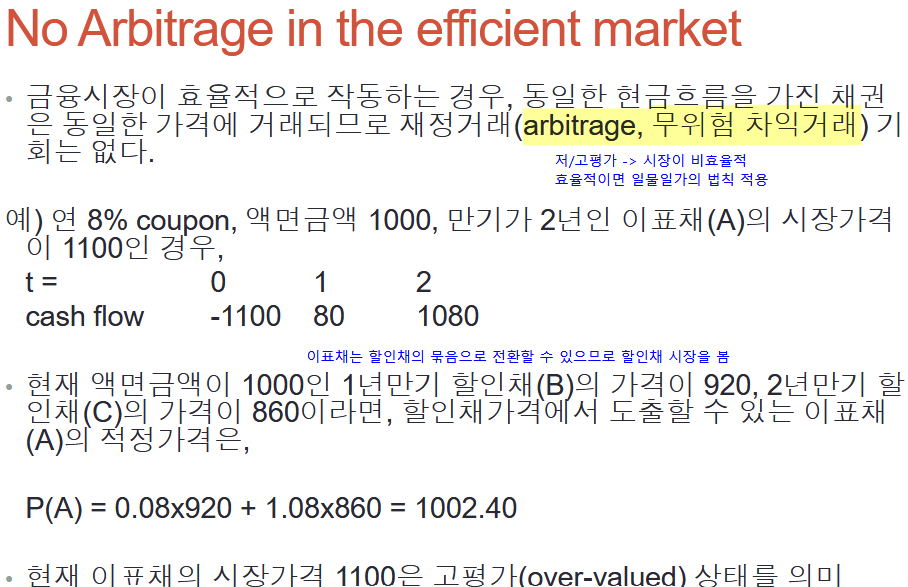 No Arbitrage in the efficient market
• 금융시장이 효율적으로 작동하는 경우, 동일한 현금흐름을 가진 채권
은 동일한 가격에 거래되므로 재정거래(arbitrage, 무위험 차익거래) 기
회는 없다.
저/고평가 -> 시장이 비효율적
효율적이면 일물일가의 법칙 적용
예) 연 8% coupon, 액면금액 1000, 만기가 2년인 이표채(A)의 시장가격
이 1100인 경우,
t = 0 1 2
cash flow -1100 80 1080
이표채는 할인채의 묶음으로 전환할 수 있으므로 할인채 시장을 봄
• 현재 액면금액이 1000인 1년만기 할인채(B)의 가격이 920, 2년만기 할
인채(C)의 가격이 860이라면, 할인채가격에서 도출할 수 있는 이표채
(A)의 적정가격은,
P(A) = 0.08x920 + 1.08x860 = 1002.40
• 현재 이표채의 시장가격 1100은 고평가(over-valued) 상태를 의미